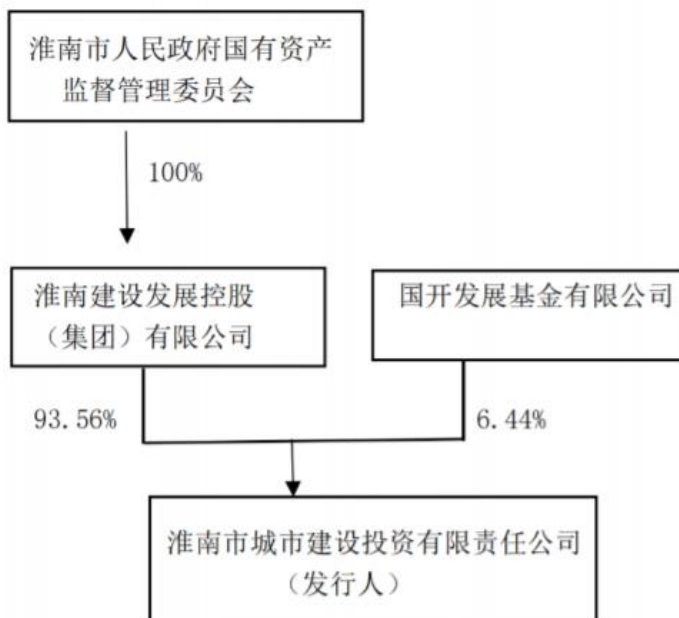 淮南市人民政府国有资产
监督管理委员会
100%
淮南建设发展控股
（集团）有限公司
国开发展基金有限公司
93.56%
6.44%
淮南市城市建设投资有限责任公司
（发行人）